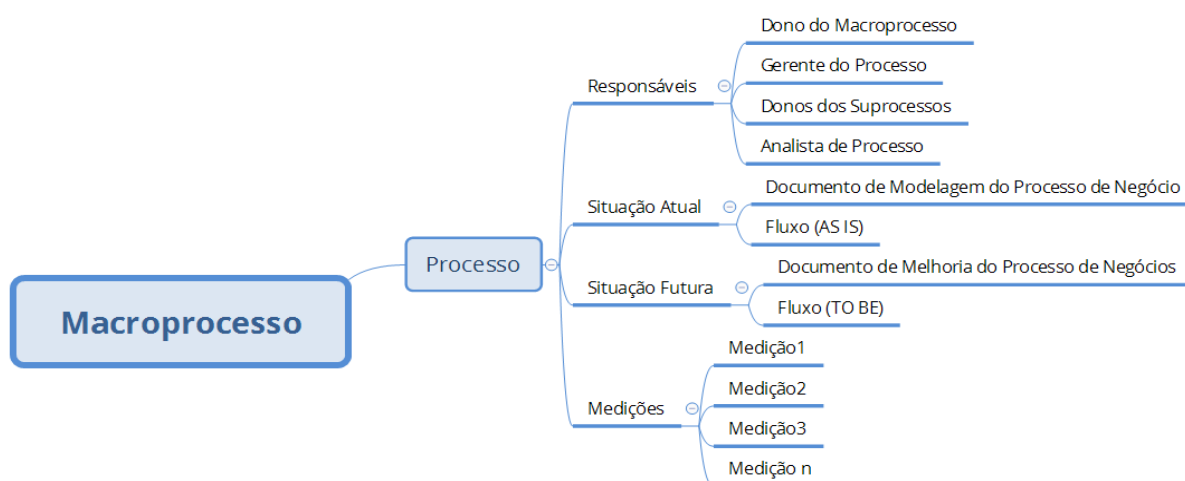 Macroprocesso
Processo
Responsáveis
Dono do Macroprocesso
Gerente do Processo
Donos dos Suprocessos
Analista de Processo
Situação Atual
Documento de Modelagem do Processo de Negócio
Fluxo (AS IS)
Situação Futura
Documento de Melhoria do Processo de Negócios
Fluxo (TO BE)
Medições
Medição1
Medição2
Medição3
Medição n